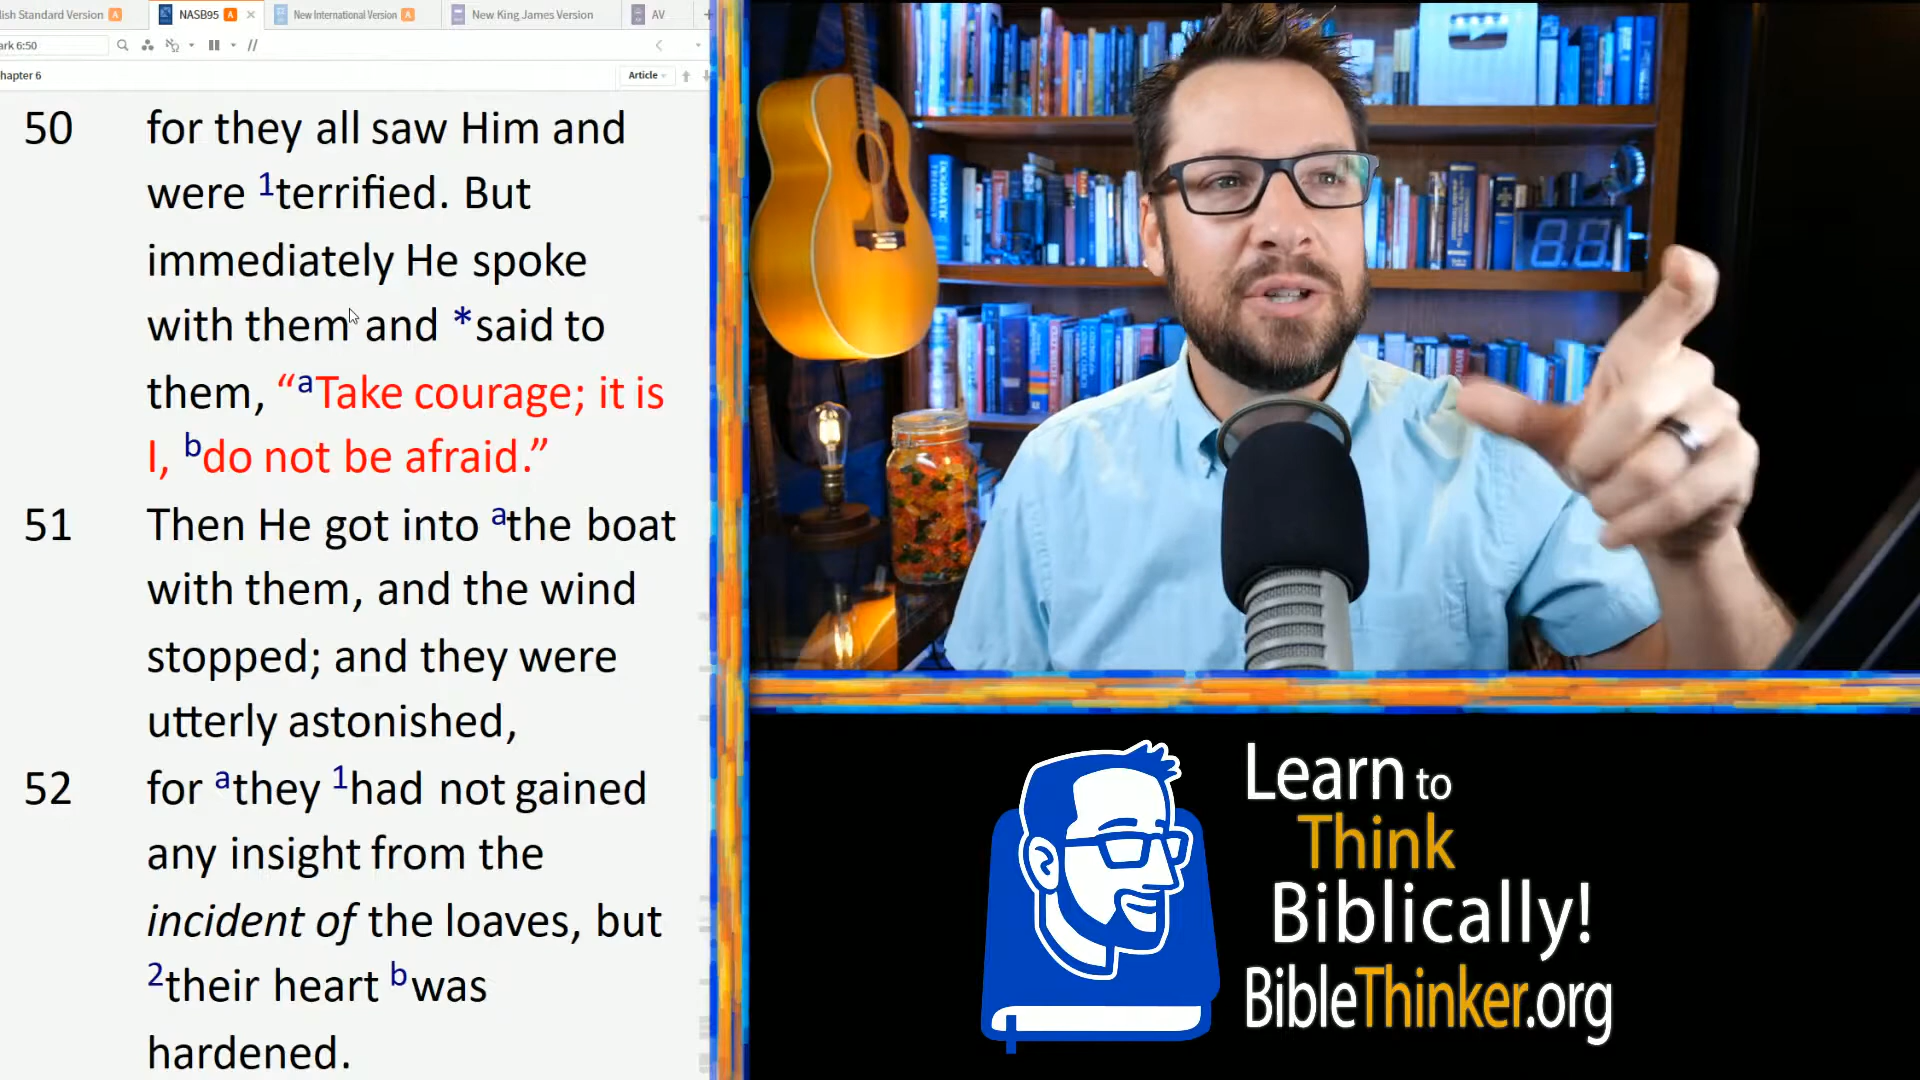 lish Standard Version A
NASB95 A
New International Version A
New King James Version
AV
ark 6:50
hapter 6
Article
50 for they all saw Him and
were 1terrified. But
immediately He spoke
with them and *said to
them, “aTake courage; it is
I, bdo not be afraid.”
51 Then He got into athe boat
with them, and the wind
stopped; and they were
utterly astonished,
52 for athey 1had not gained
any insight from the
incident of the loaves, but
2their heart bwas
hardened.
88
Learn to
Think
Biblically!
BibleThinker.org